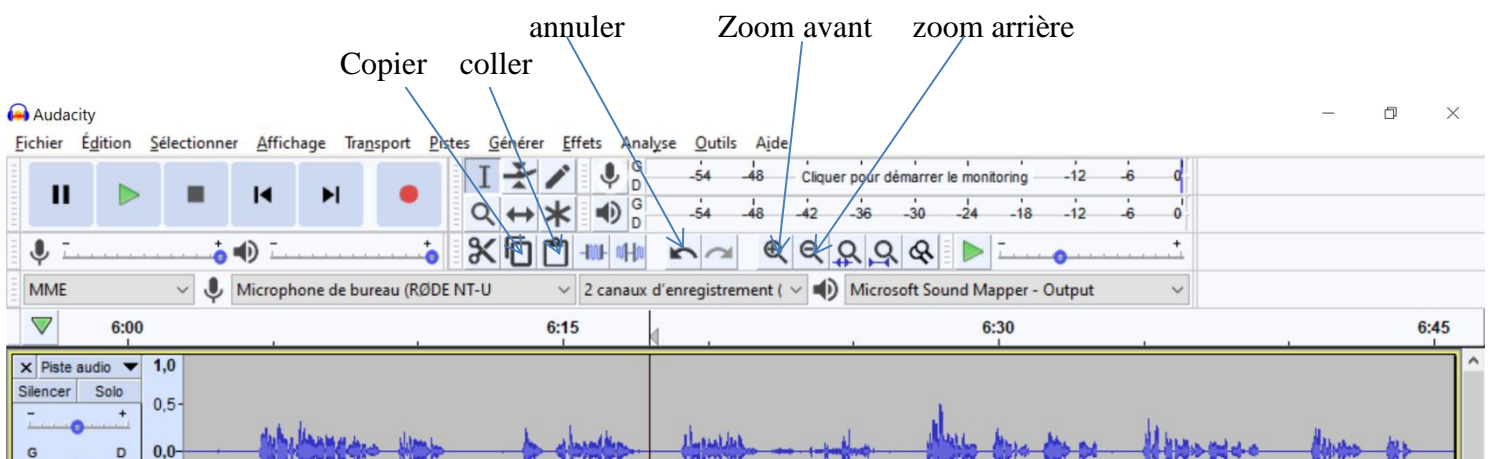 annuler Zoom avant zoom arrière
Copier coller
Audacity
Fichier Édition Sélectionner Affichage Transport Pistes Générer Effets Analyse Outils Aide
G -54 -48 Cliquer pour démarrer le monitoring -12 -6 0
D
G -54 -48 -42 -36 -30 -24 -18 -12 -6 0
D
- + - + - +
MME Microphone de bureau (RØDE NT-U 2 canaux d'enregistrement ( Microsoft Sound Mapper - Output
6:00 6:15 6:30 6:45
× Piste audio 1,0
Silencer Solo
- + 0,5
G D 0,0